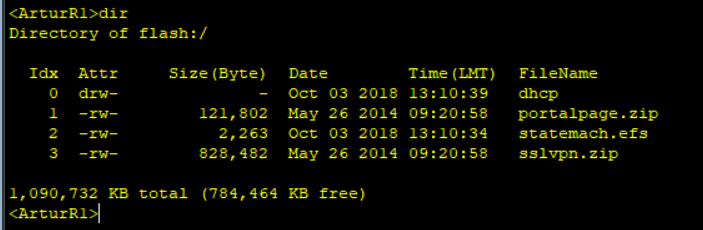 <ArturR1>dir
Directory of flash:/
Idx Attr Size(Byte) Date Time(LMT) FileName
0 drw- - Oct 03 2018 13:10:39 dhcp
1 -rw- 121,802 May 26 2014 09:20:58 portalpage.zip
2 -rw- 2,263 Oct 03 2018 13:10:34 statemach.efs
3 -rw- 828,482 May 26 2014 09:20:58 sslvpn.zip
1,090,732 KB total (784,464 KB free)
<ArturR1>